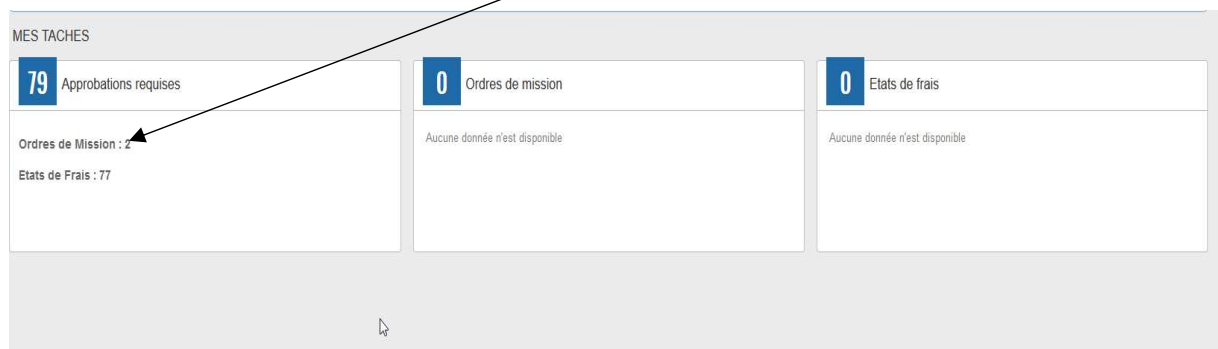 MES TACHES
79 Approbations requises
Ordres de Mission : 2
Etats de Frais : 77
0 Ordres de mission
Aucune donnée n'est disponible
0 Etats de frais
Aucune donnée n'est disponible